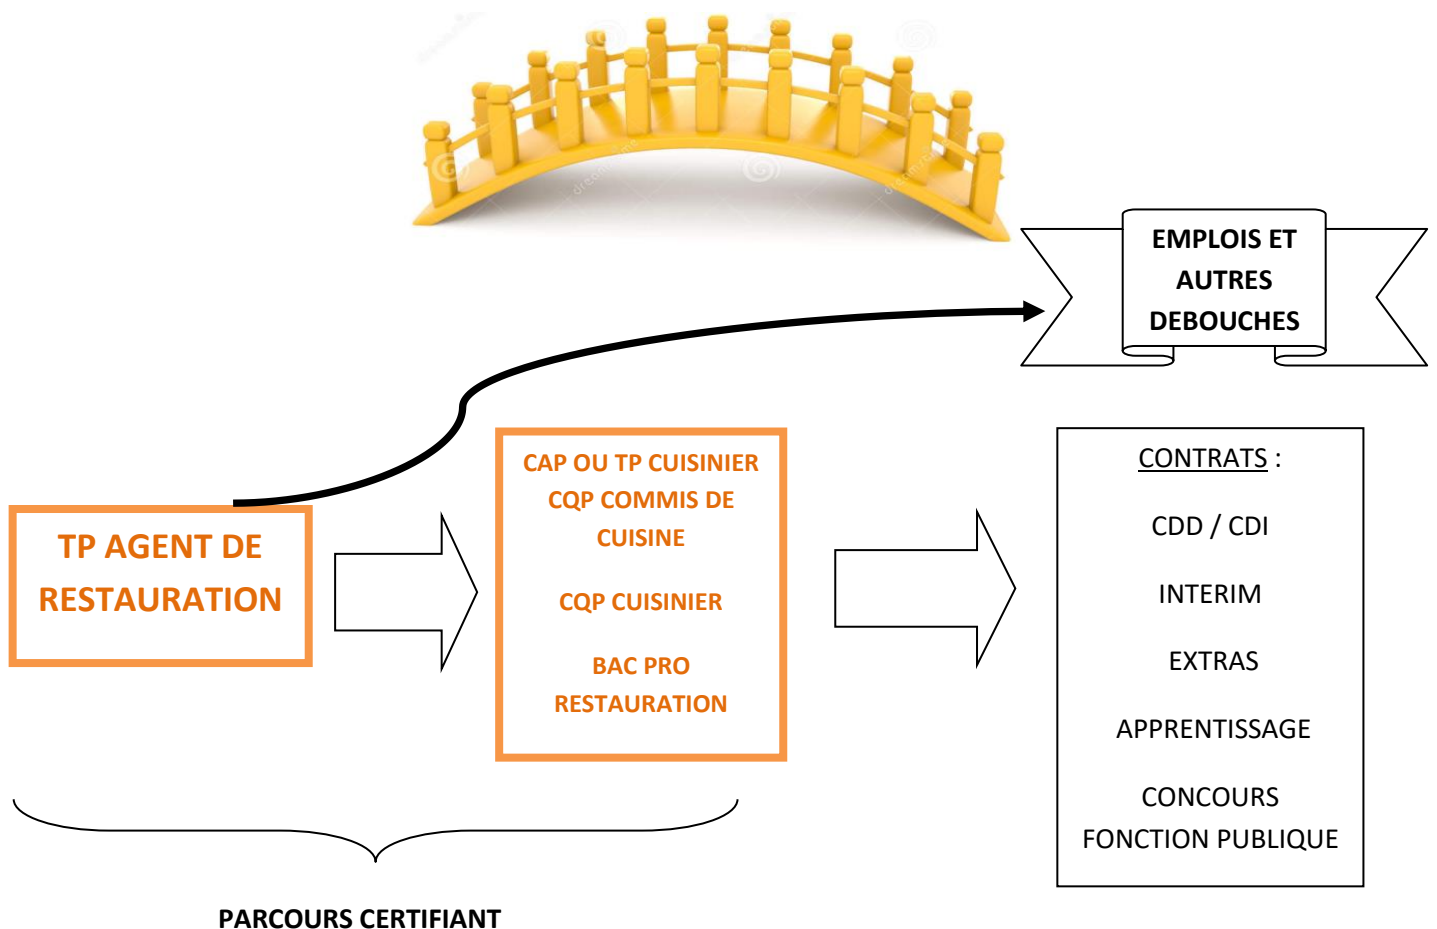 EMPLOIS ET
AUTRES
DEBOUCHES
TP AGENT DE
RESTAURATION
CAP OU TP CUISINIER
CQP COMMIS DE
CUISINE
CQP CUISINIER
BAC PRO
RESTAURATION
CONTRATS :
CDD / CDI
INTERIM
EXTRAS
APPRENTISSAGE
CONCOURS
FONCTION PUBLIQUE
PARCOURS CERTIFIANT